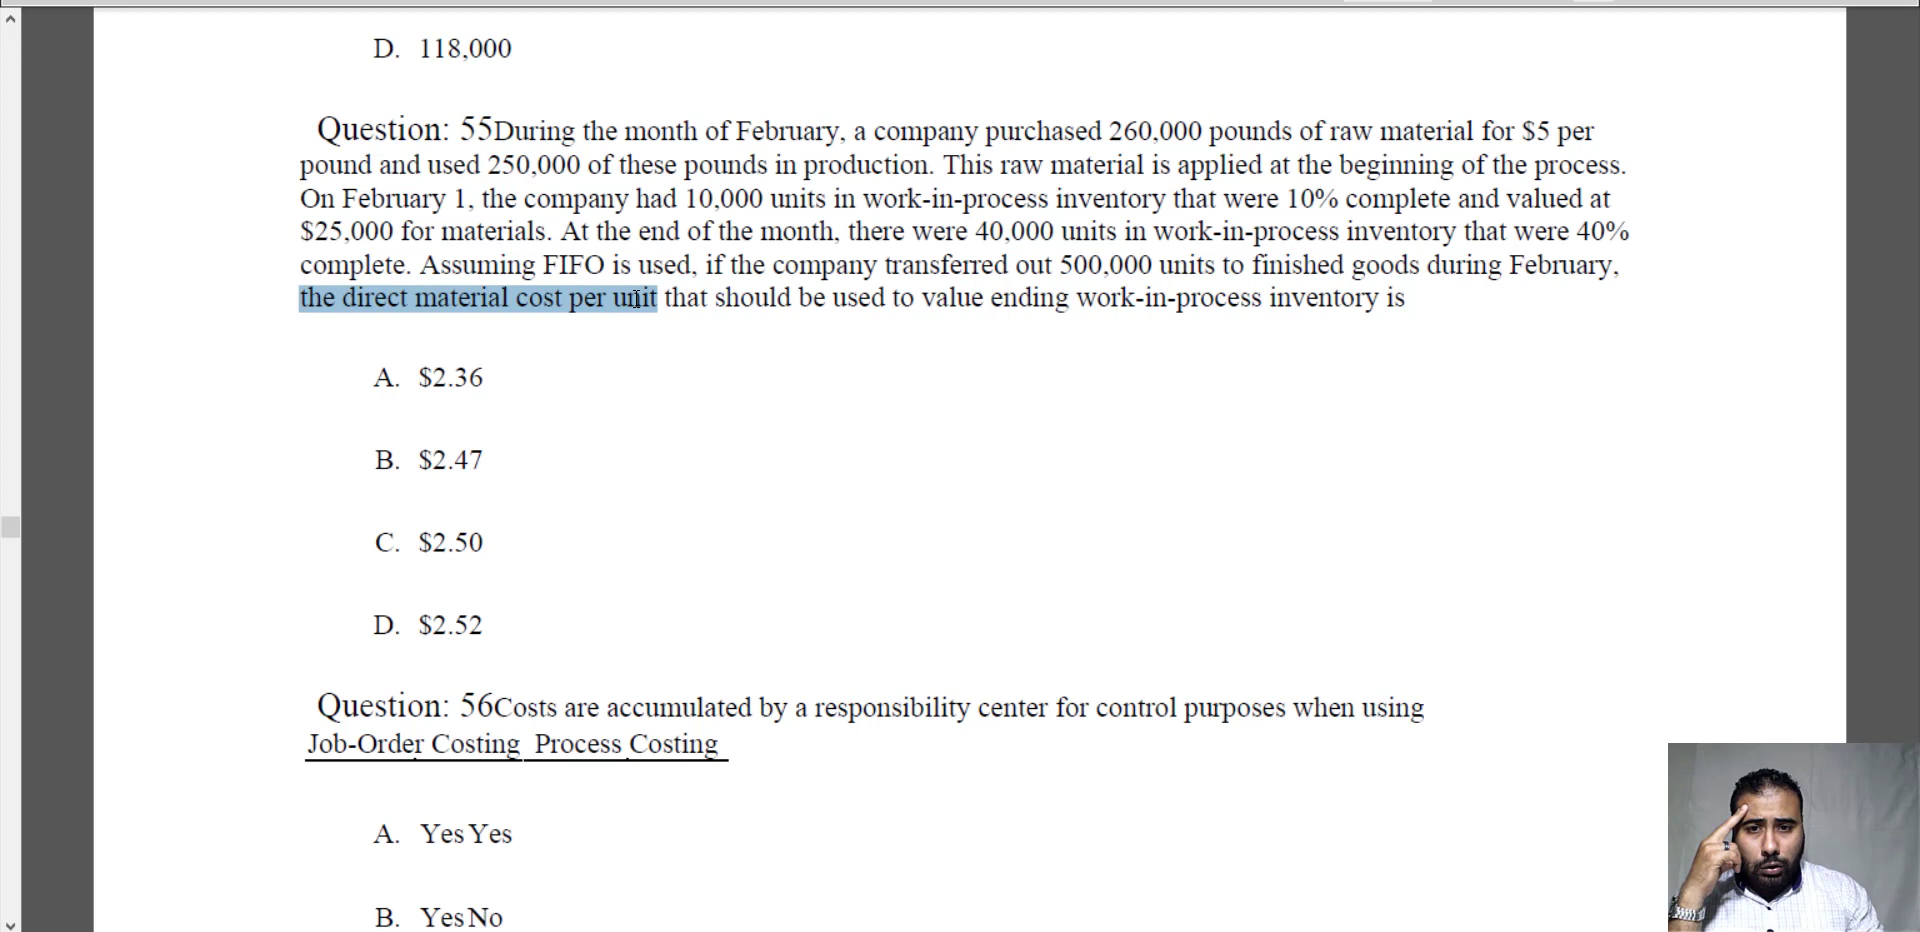 D. 118,000
Question: 55During the month of February, a company purchased 260,000 pounds of raw material for $5 per
pound and used 250,000 of these pounds in production. This raw material is applied at the beginning of the process.
On February 1, the company had 10,000 units in work-in-process inventory that were 10% complete and valued at
$25,000 for materials. At the end of the month, there were 40,000 units in work-in-process inventory that were 40%
complete. Assuming FIFO is used, if the company transferred out 500,000 units to finished goods during February,
the direct material cost per unit that should be used to value ending work-in-process inventory is
A. $2.36
B. $2.47
C. $2.50
D. $2.52
Question: 56Costs are accumulated by a responsibility center for control purposes when using
Job-Order Costing Process Costing
A. Yes Yes
B. Yes No